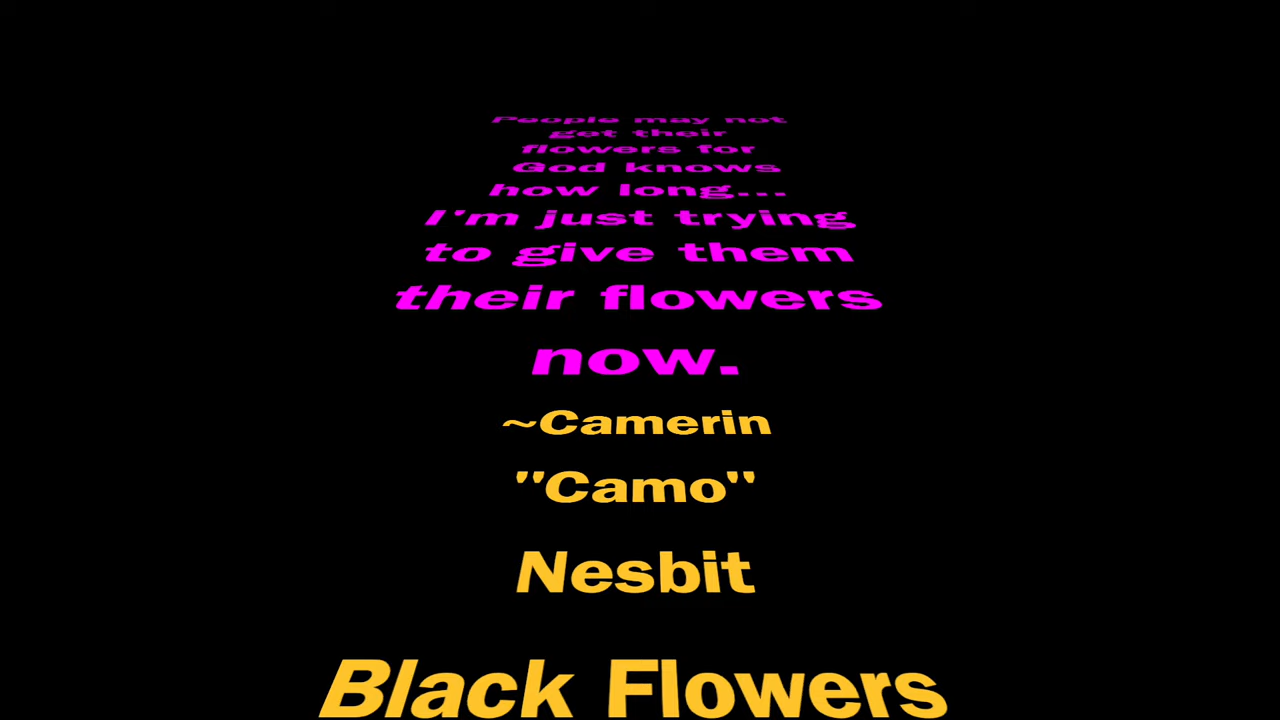 People may not
get their
flowers for
God knows
how long...
I'm just trying
to give them
their flowers
now.
~Camerin
"Camo"
Nesbit
Black Flowers